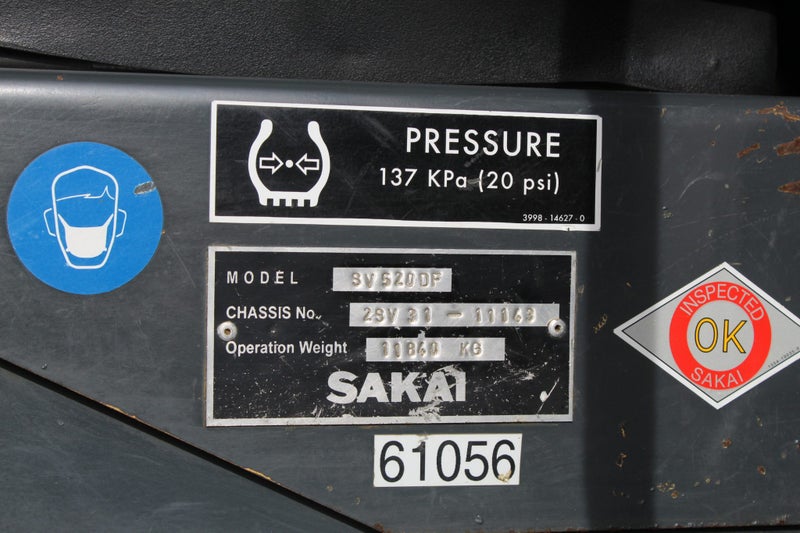 PRESSURE
137 KPa (20 psi)
3998 - 14627 - 0
MODEL SV520DF
CHASSIS No. 2SV31 - 11163
Operation Weight 11840 KG
SAKAI
61056
INSPECTED
OK
SAKAI